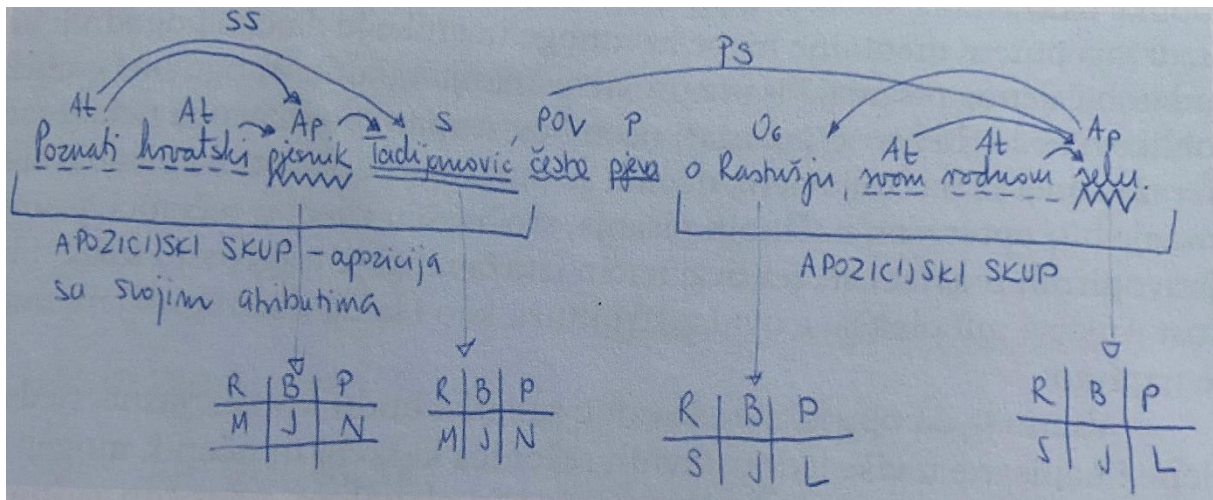 SS
PS
At At Ap S POV P O6 At At Ap
Poznati hrvatski pjesnik Tadijanović, često pjeva o Rastušju, svom rodnom selu.
APOZICIJSKI SKUP - apozicija
sa svojim atributima
APOZICIJSKI SKUP
R B P R B P R B P R B P
M J N M J N S J L S J L